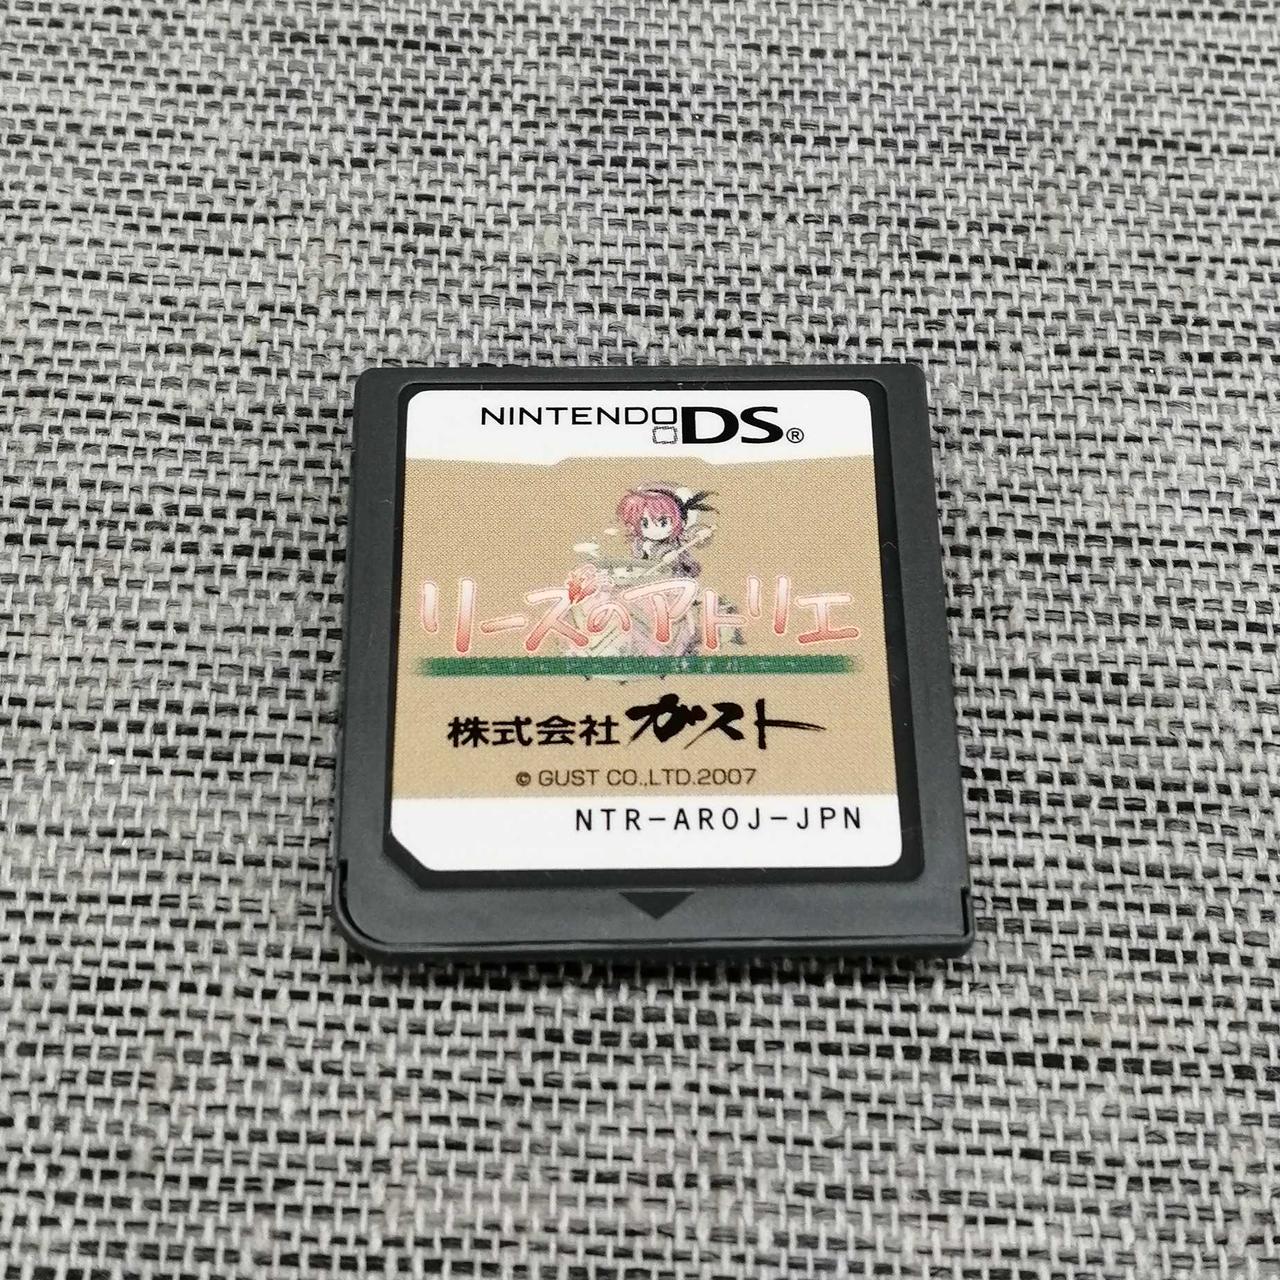 NINTENDO DS®
リーズのアトリエ
株式会社ガスト
© GUST CO.,LTD.2007
NTR-AROJ-JPN